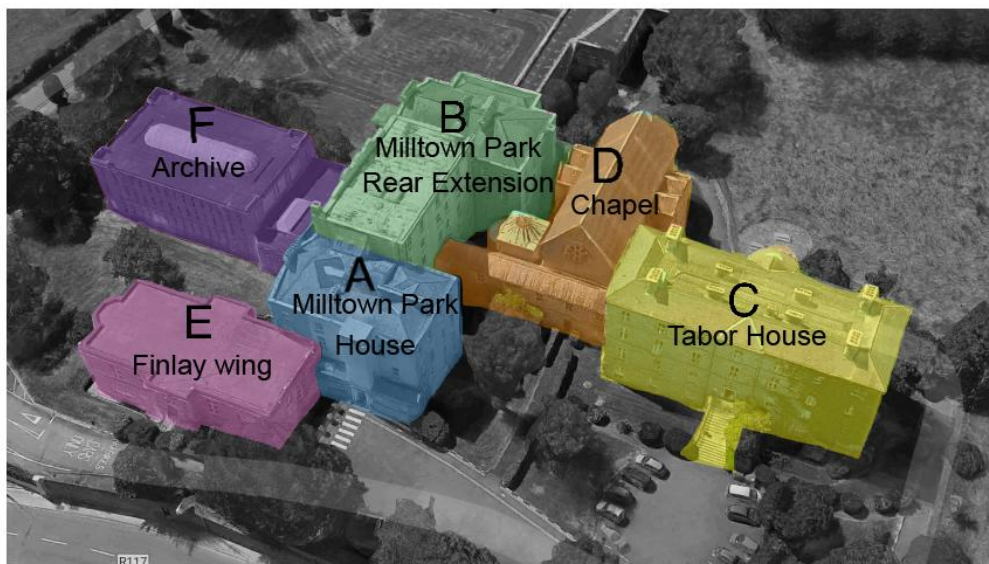 F
Archive
B
Milltown Park
Rear Extension
D
Chapel
A
Milltown Park
House
C
Tabor House
E
Finlay wing
R117